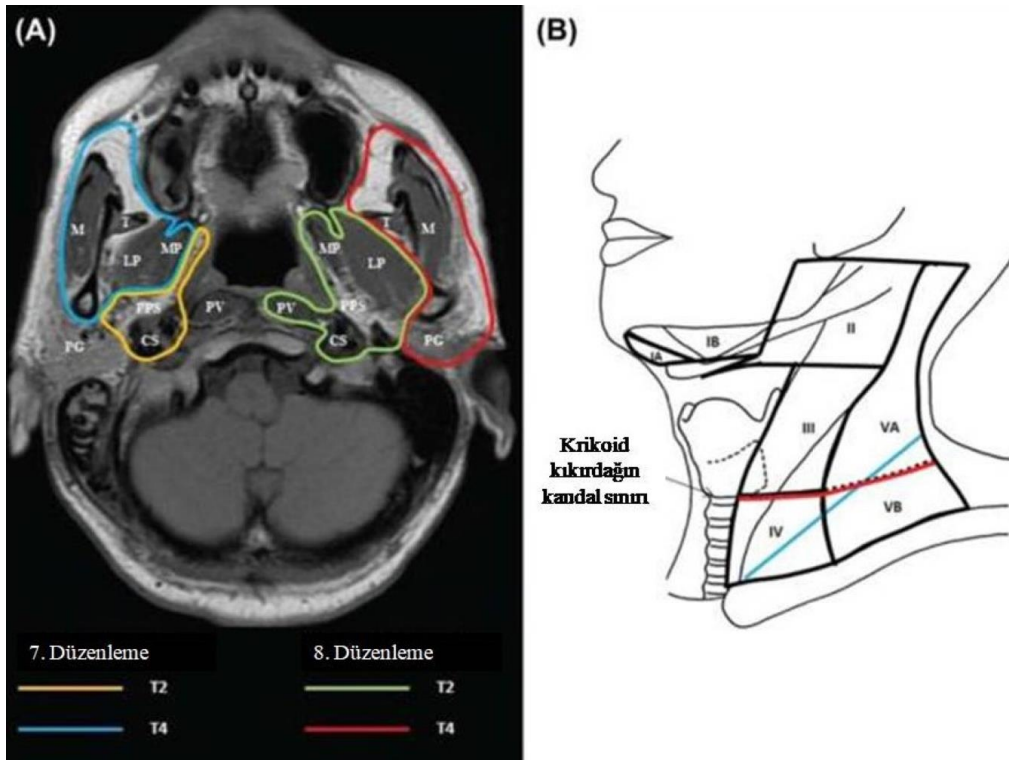 (A)
M
T
LP
MP
PPS
CS
PG
PV
MP
LP
T
M
PV
PPS
CS
PG
7. Düzenleme
T2
T4
8. Düzenleme
T2
T4
(B)
IA
IB
II
III
VA
IV
VB
Krikoid
kıkırdağın
kaudal sınırı